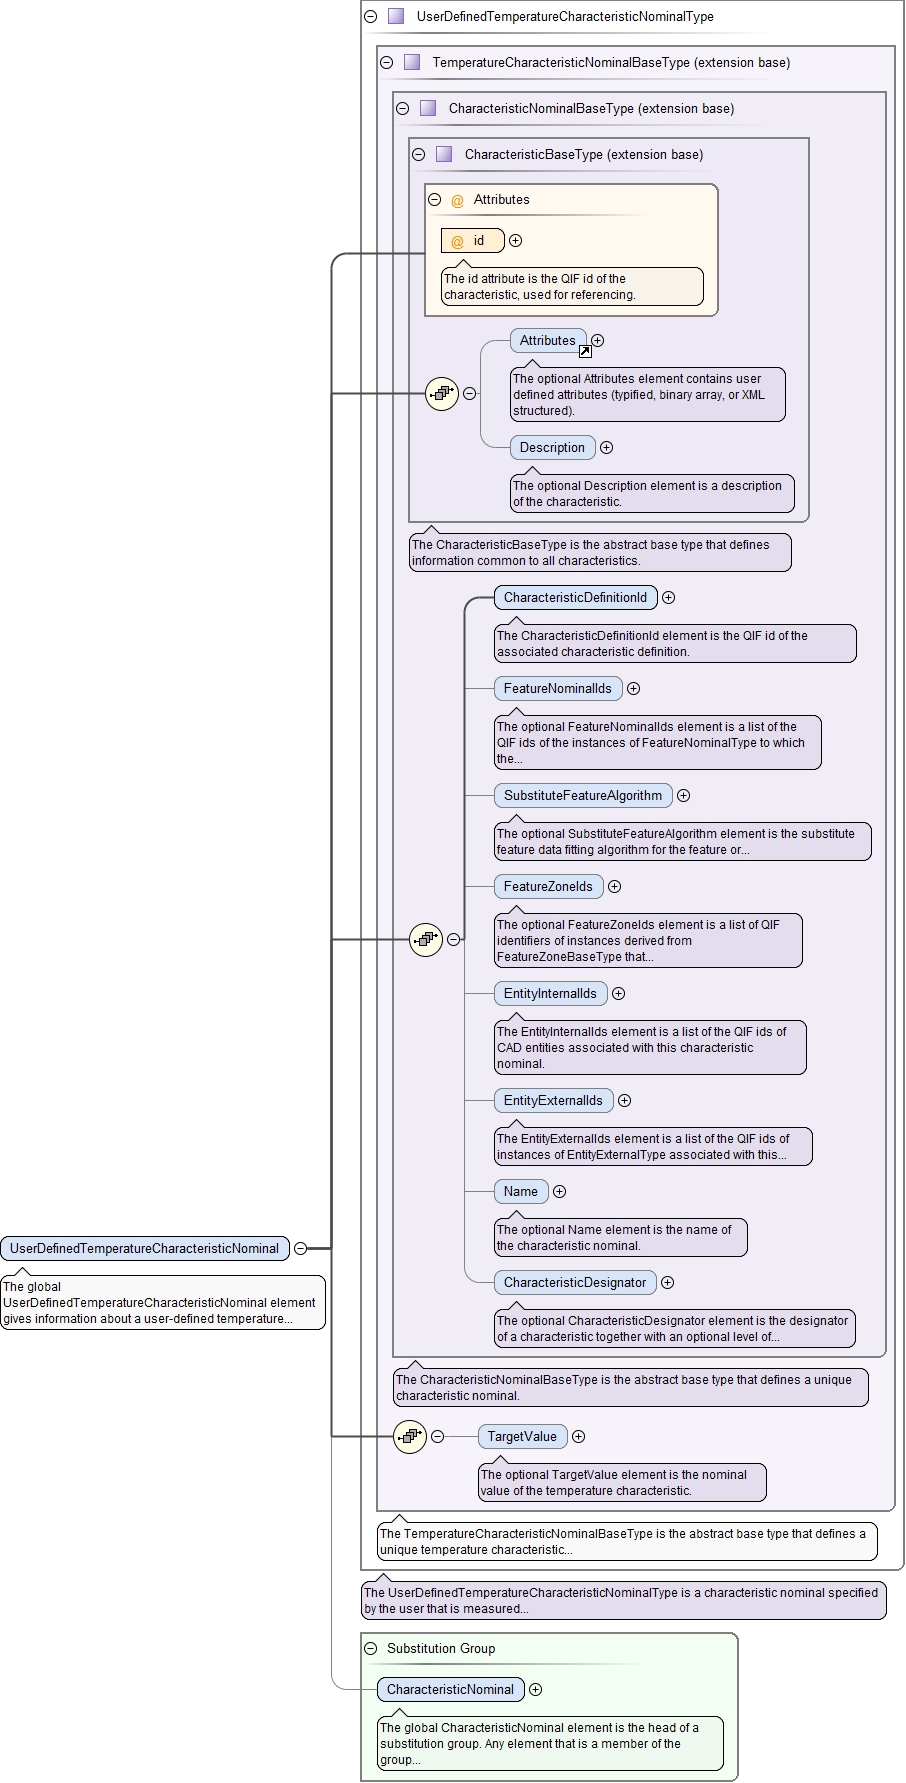 UserDefinedTemperatureCharacteristicNominalType
TemperatureCharacteristicNominalBaseType (extension base)
CharacteristicNominalBaseType (extension base)
CharacteristicBaseType (extension base)
@ Attributes
@ id
The id attribute is the QIF id of the
characteristic, used for referencing.
Attributes
The optional Attributes element contains user
defined attributes (typified, binary array, or XML
structured).
Description
The optional Description element is a description
of the characteristic.
The CharacteristicBaseType is the abstract base type that defines
information common to all characteristics.
CharacteristicDefinitionId
The CharacteristicDefinitionId element is the QIF id of the
associated characteristic definition.
FeatureNominalIds
The optional FeatureNominalIds element is a list of the
QIF ids of the instances of FeatureNominalType to which
the...
SubstituteFeatureAlgorithm
The optional SubstituteFeatureAlgorithm element is the substitute
feature data fitting algorithm for the feature or...
FeatureZoneIds
The optional FeatureZoneIds element is a list of QIF
identifiers of instances derived from
FeatureZoneBaseType that...
EntityInternalIds
The EntityInternalIds element is a list of the QIF ids of
CAD entities associated with this characteristic
nominal.
EntityExternalIds
The EntityExternalIds element is a list of the QIF ids of
instances of EntityExternalType associated with this...
Name
The optional Name element is the name of
the characteristic nominal.
UserDefinedTemperatureCharacteristicNominal
The global
UserDefinedTemperatureCharacteristicNominal element
gives information about a user-defined temperature...
CharacteristicDesignator
The optional CharacteristicDesignator element is the designator
of a characteristic together with an optional level of...
The CharacteristicNominalBaseType is the abstract base type that defines a unique
characteristic nominal.
TargetValue
The optional TargetValue element is the nominal
value of the temperature characteristic.
The TemperatureCharacteristicNominalBaseType is the abstract base type that defines a
unique temperature characteristic...
The UserDefinedTemperatureCharacteristicNominalType is a characteristic nominal specified
by the user that is measured...
Substitution Group
CharacteristicNominal
The global CharacteristicNominal element is the head of a
substitution group. Any element that is a member of the
group...